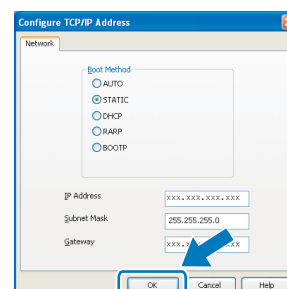 Configure TCP/IP Address
Network
Boot Method
AUTO
STATIC
DHCP
RARP
BOOTP
IP Address xxx.xxx.xxx.xxx
Subnet Mask 255.255.255.0
Gateway
OK Cancel Help